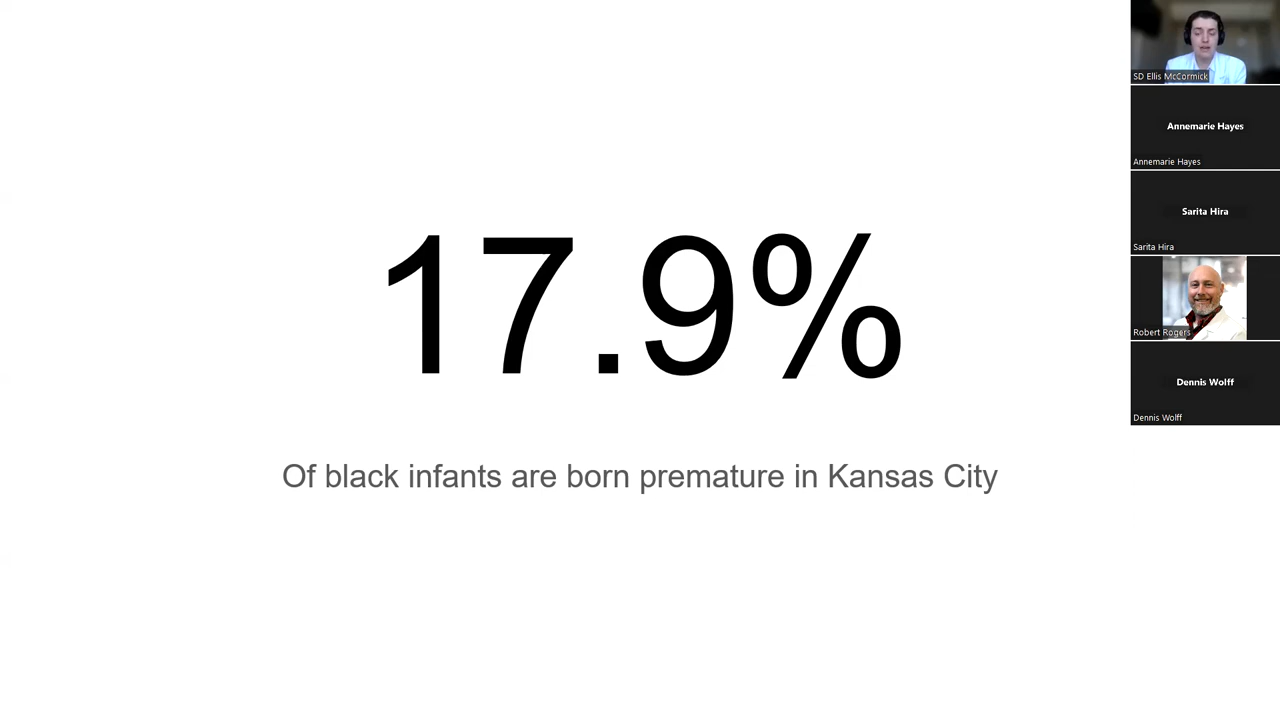 17.9%
Of black infants are born premature in Kansas City
SD Ellis McCormick
Annemarie Hayes
Annemarie Hayes
Sarita Hira
Sarita Hira
Robert Rogers
Dennis Wolff
Dennis Wolff